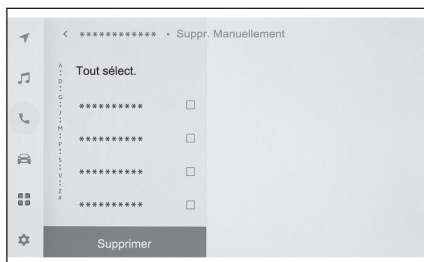 < ************ • Suppr. Manuellement
A
•
D
•
G
•
J
•
M
•
P
•
S
•
V
•
Z
#
Tout sélect.
**********
**********
**********
**********
Supprimer